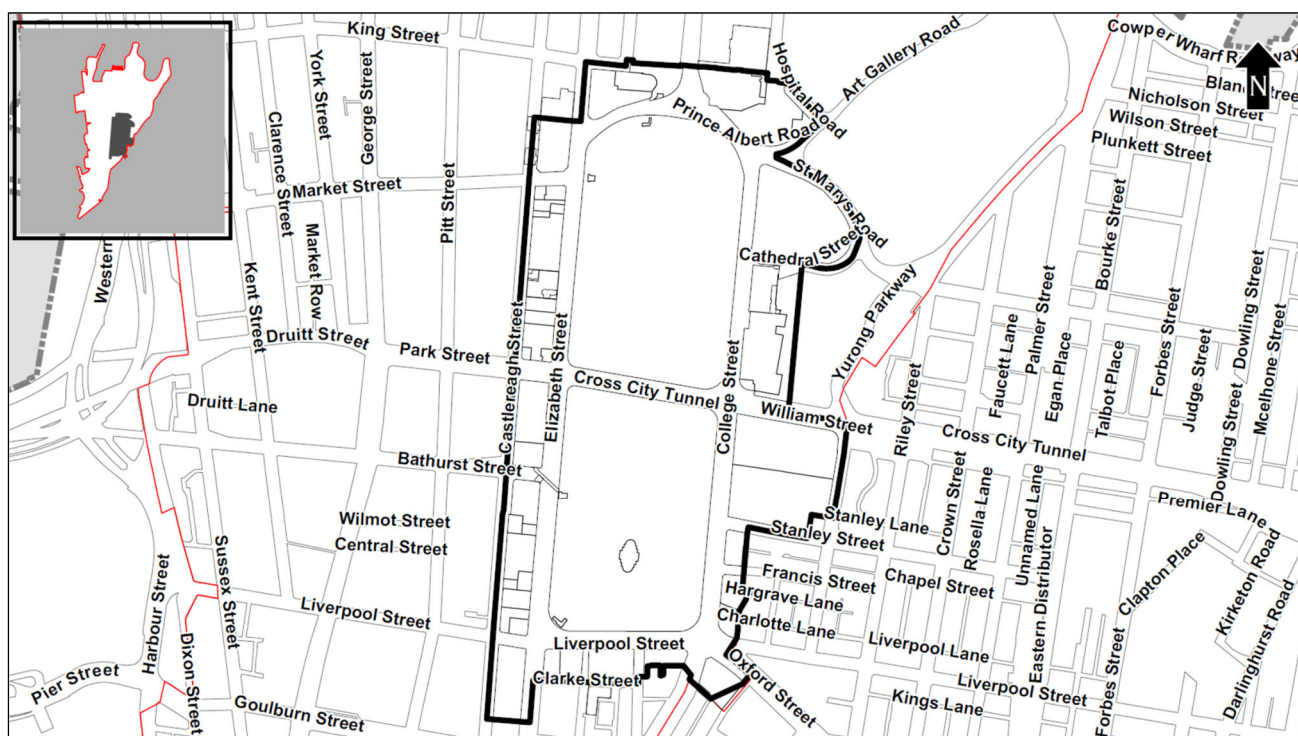 King Street
York Street
George Street
Clarence Street
Market Street
Market Row
Pitt Street
Kent Street
Western
Druitt Street
Park Street
Druitt Lane
Castlereagh Street
Elizabeth Street
Bathurst Street
Wilmot Street
Central Street
Sussex Street
Harbour Street
Liverpool Street
Dixon Street
Pier Street
Goulburn Street
Clarke Street
Liverpool Street
Oxford Street
Hospital Road
Art Gallery Road
Prince Albert Road
St Marys Road
Cathedral Street
College Street
Cross City Tunnel
William Street
Yurong Parkway
Riley Street
Stanley Lane
Stanley Street
Francis Street
Hargrave Lane
Charlotte Lane
Chapel Street
Liverpool Lane
Liverpool Street
Kings Lane
Crown Street
Rosella Lane
Unnamed Lane
Eastern Distributor
Cross City Tunnel
Faucett Lane
Palmer Street
Egan Place
Talbot Place
Bourke Street
Forbes Street
Judge Street
Dowling Street
Dowling Street
Mcelhone Street
Premier Lane
Clapton Place
Kirketon Road
Darlinghurst Road
Forbes Street
Cowper Wharf Roadway
Nicholson Street
Wilson Street
Plunkett Street
N